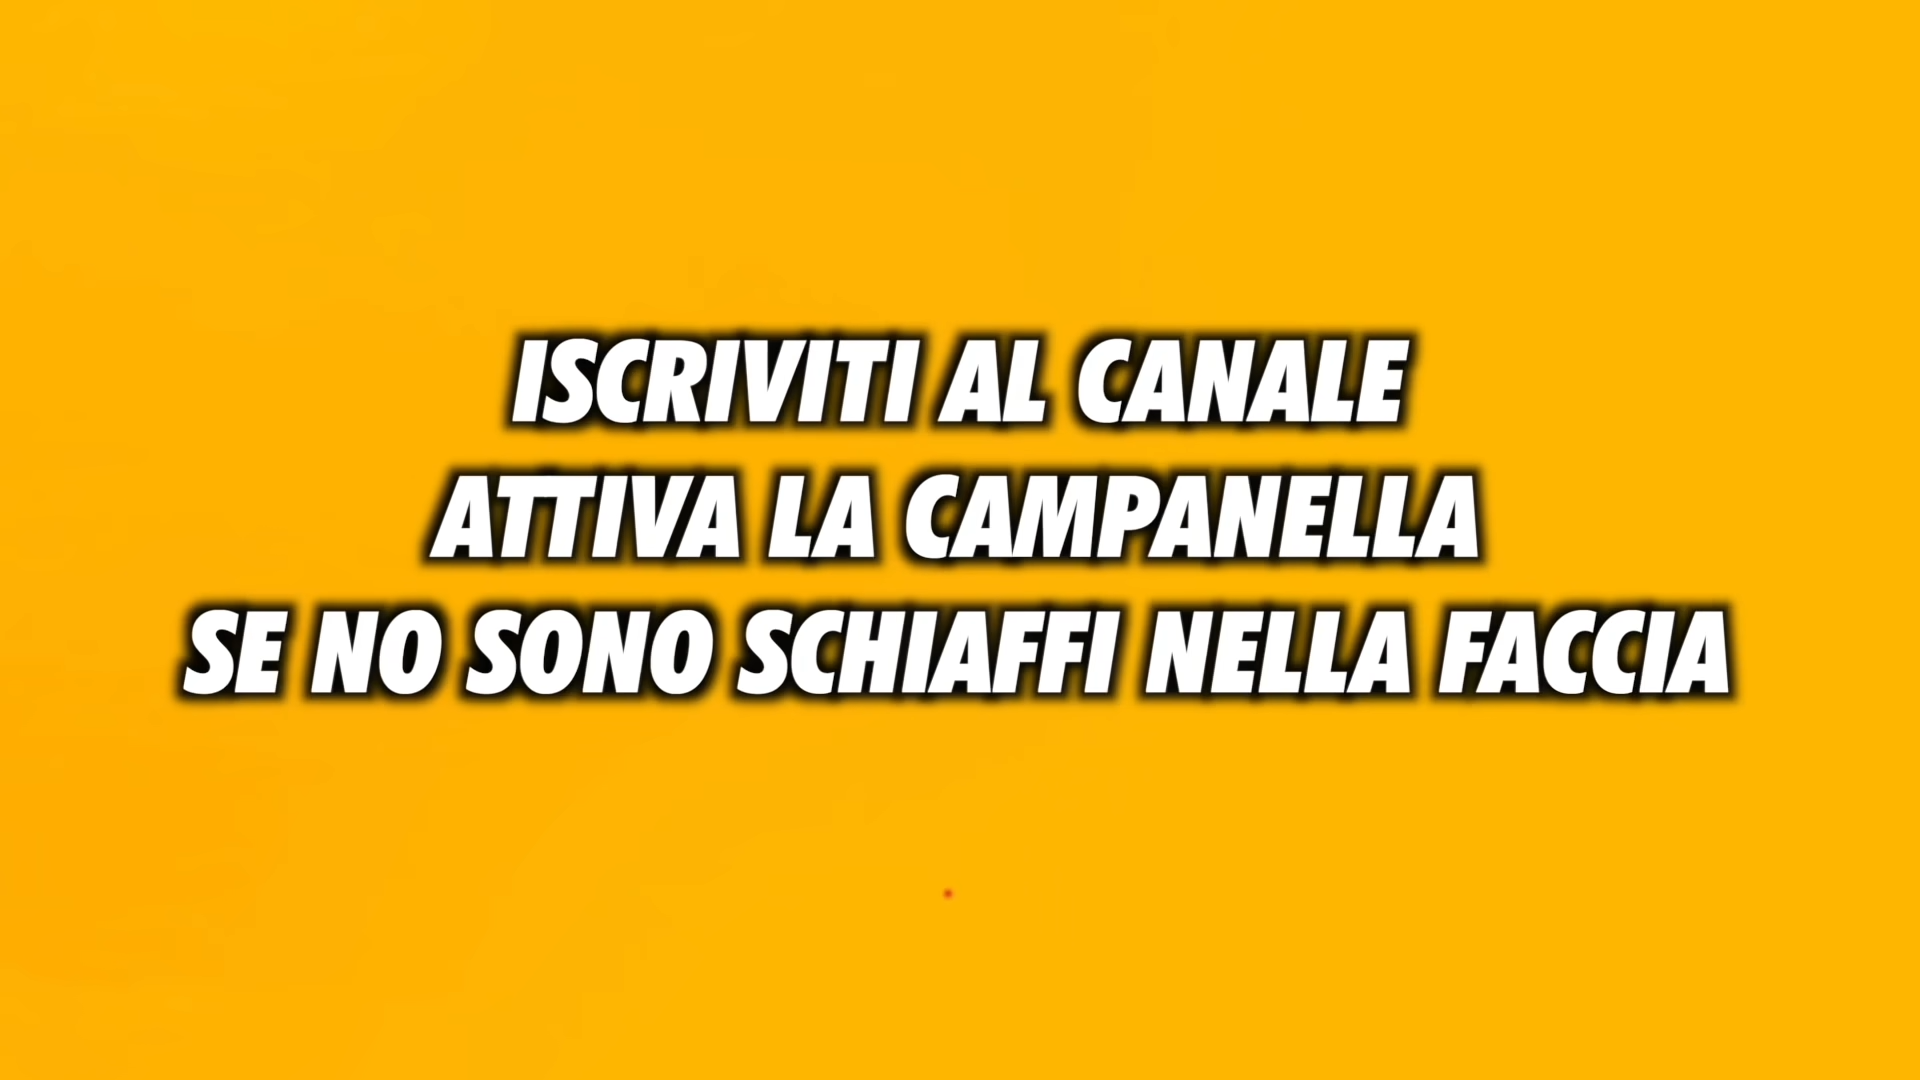 ISCRIVITI AL CANALE
ATTIVA LA CAMPANELLA
SE NO SONO SCHIAFFI NELLA FACCIA